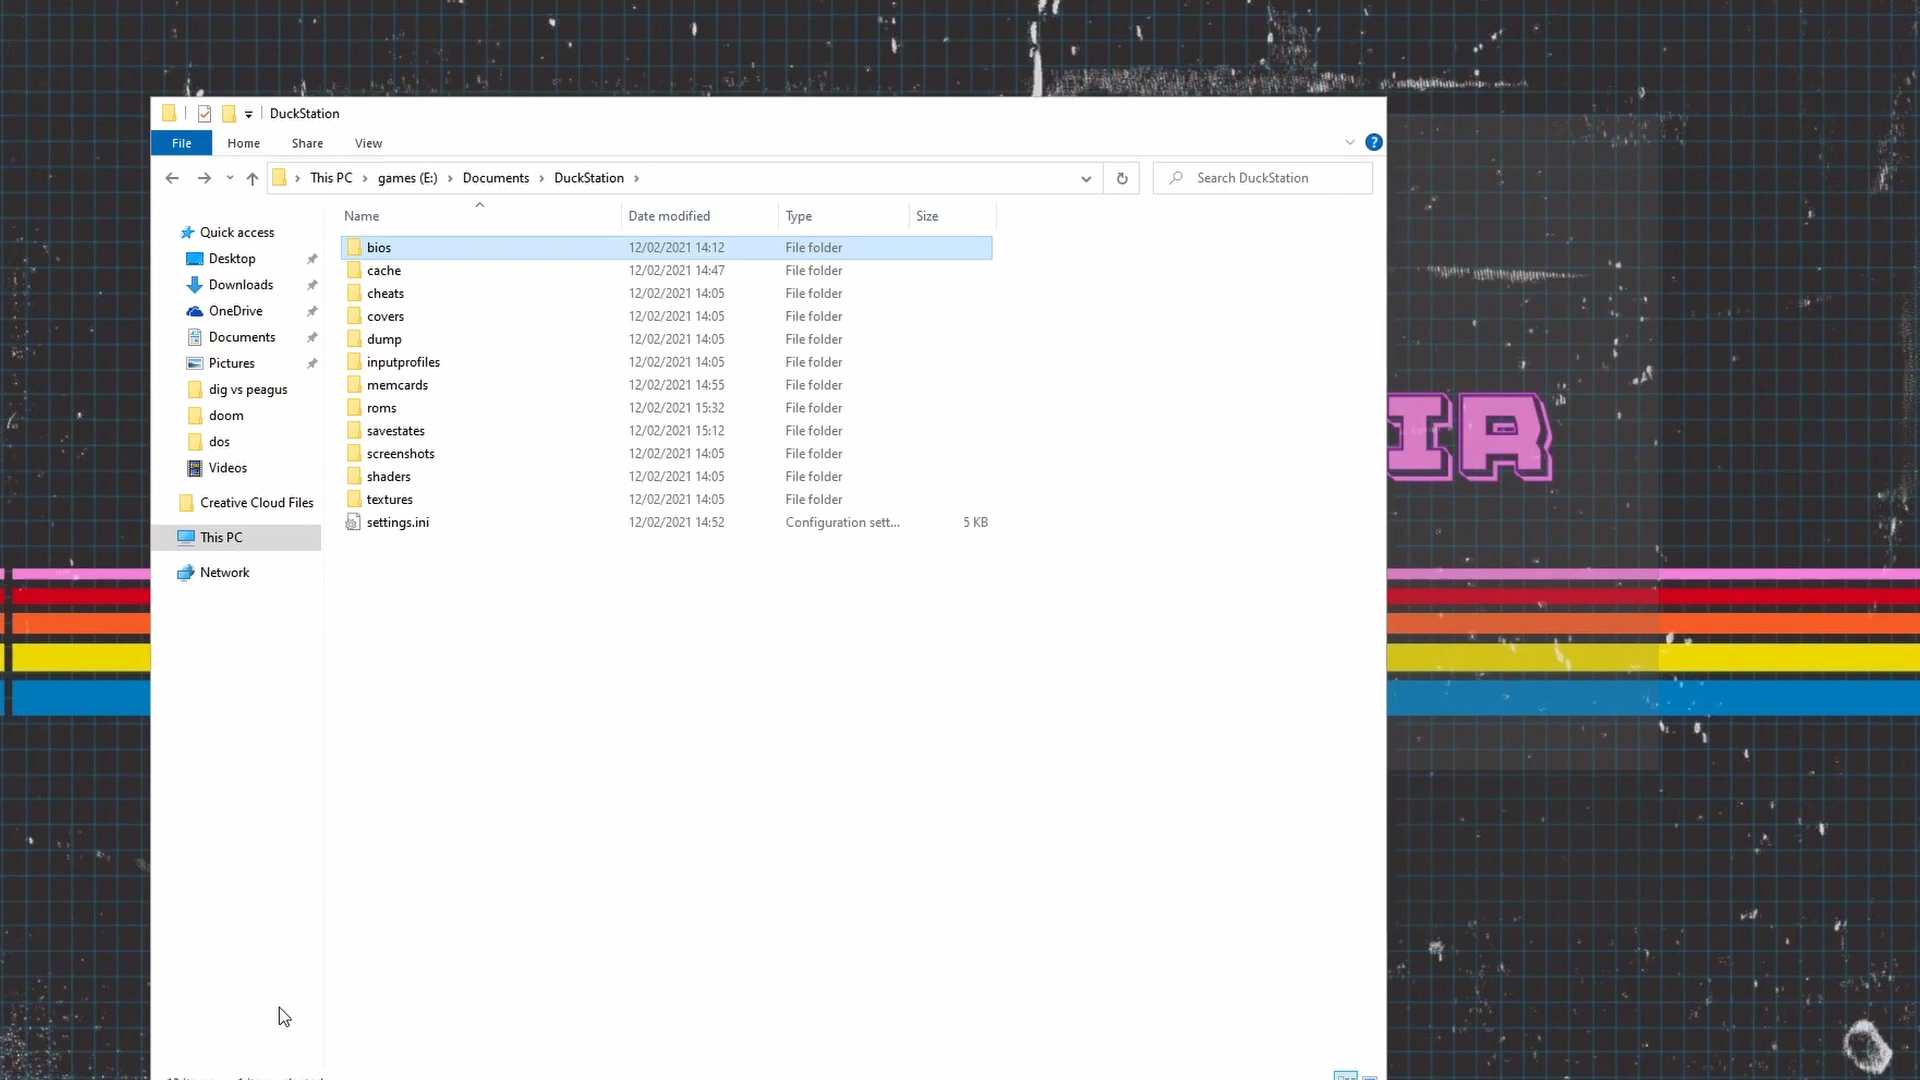 DuckStation
File Home Share View
This PC games (E:) Documents DuckStation
Search DuckStation
Name Date modified Type Size
Quick access
Desktop
Downloads
OneDrive
Documents
Pictures
dig vs peagus
doom
dos
Videos
Creative Cloud Files
This PC
Network
bios 12/02/2021 14:12 File folder
cache 12/02/2021 14:47 File folder
cheats 12/02/2021 14:05 File folder
covers 12/02/2021 14:05 File folder
dump 12/02/2021 14:05 File folder
inputprofiles 12/02/2021 14:05 File folder
memcards 12/02/2021 14:55 File folder
roms 12/02/2021 15:32 File folder
savestates 12/02/2021 15:12 File folder
screenshots 12/02/2021 14:05 File folder
shaders 12/02/2021 14:05 File folder
textures 12/02/2021 14:05 File folder
settings.ini 12/02/2021 14:52 Configuration sett... 5 KB
IR